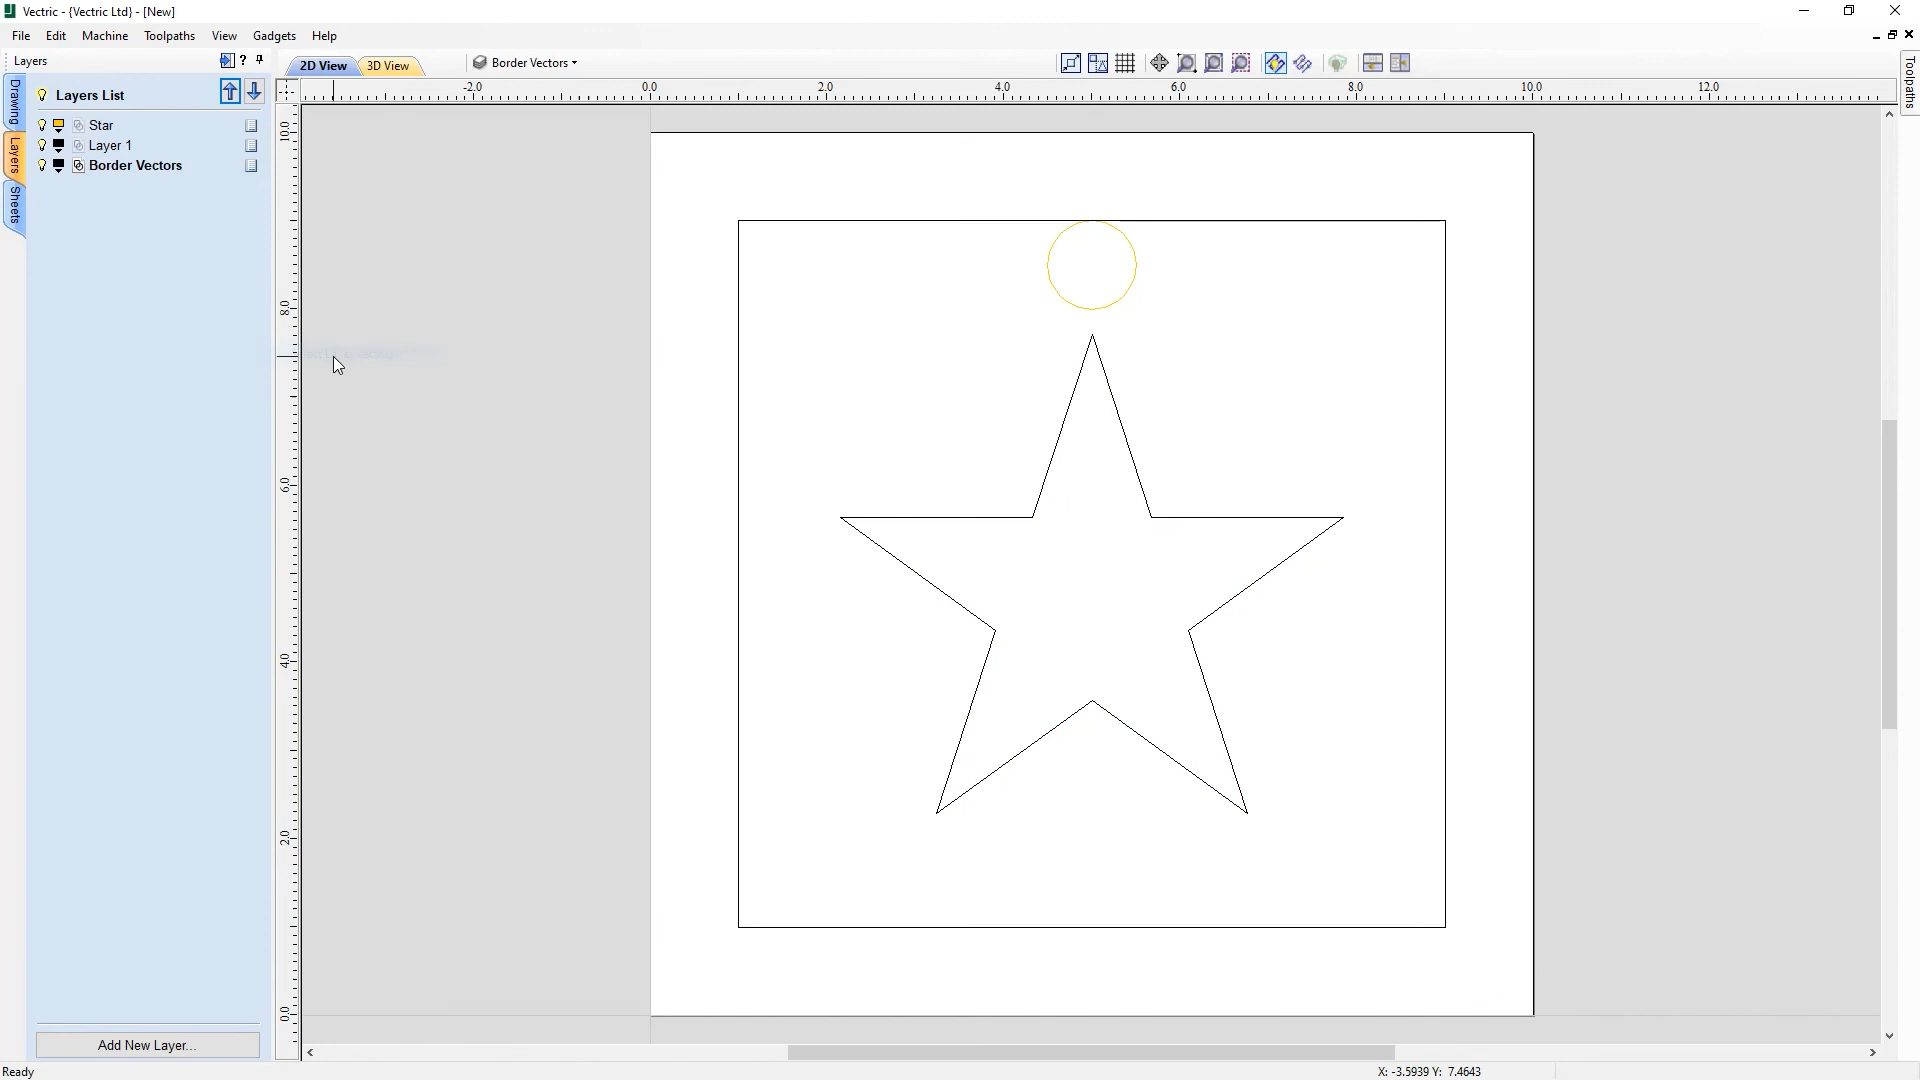 Vectric - {Vectric Ltd} - [New]
File Edit Machine Toolpaths View Gadgets Help
Layers ?
2D View 3D View Border Vectors
Toolpaths
Drawing
Layers
Sheets
Layers List
Star
Layer 1
Border Vectors
-2.0 0.0 2.0 4.0 6.0 8.0 10.0 12.0
10.0
8.0
6.0
4.0
2.0
0.0
Add New Layer...
Ready
X: -3.5939 Y: 7.4643